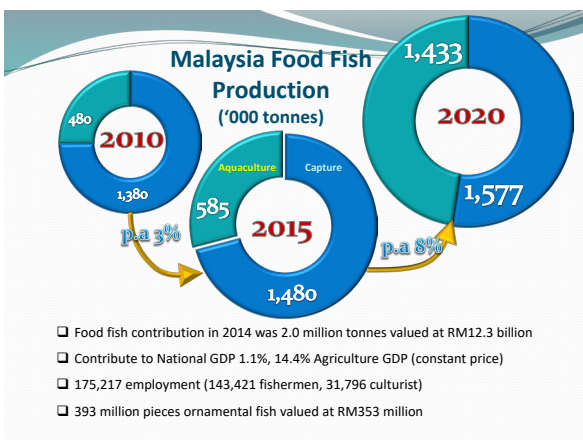 Malaysia Food Fish
Production
(‘000 tonnes)
480
2010
1,380
p.a 3%
Aquaculture
Capture
585
2015
1,480
p.a 8%
1,433
2020
1,577
❑ Food fish contribution in 2014 was 2.0 million tonnes valued at RM12.3 billion
❑ Contribute to National GDP 1.1%, 14.4% Agriculture GDP (constant price)
❑ 175,217 employment (143,421 fishermen, 31,796 culturist)
❑ 393 million pieces ornamental fish valued at RM353 million